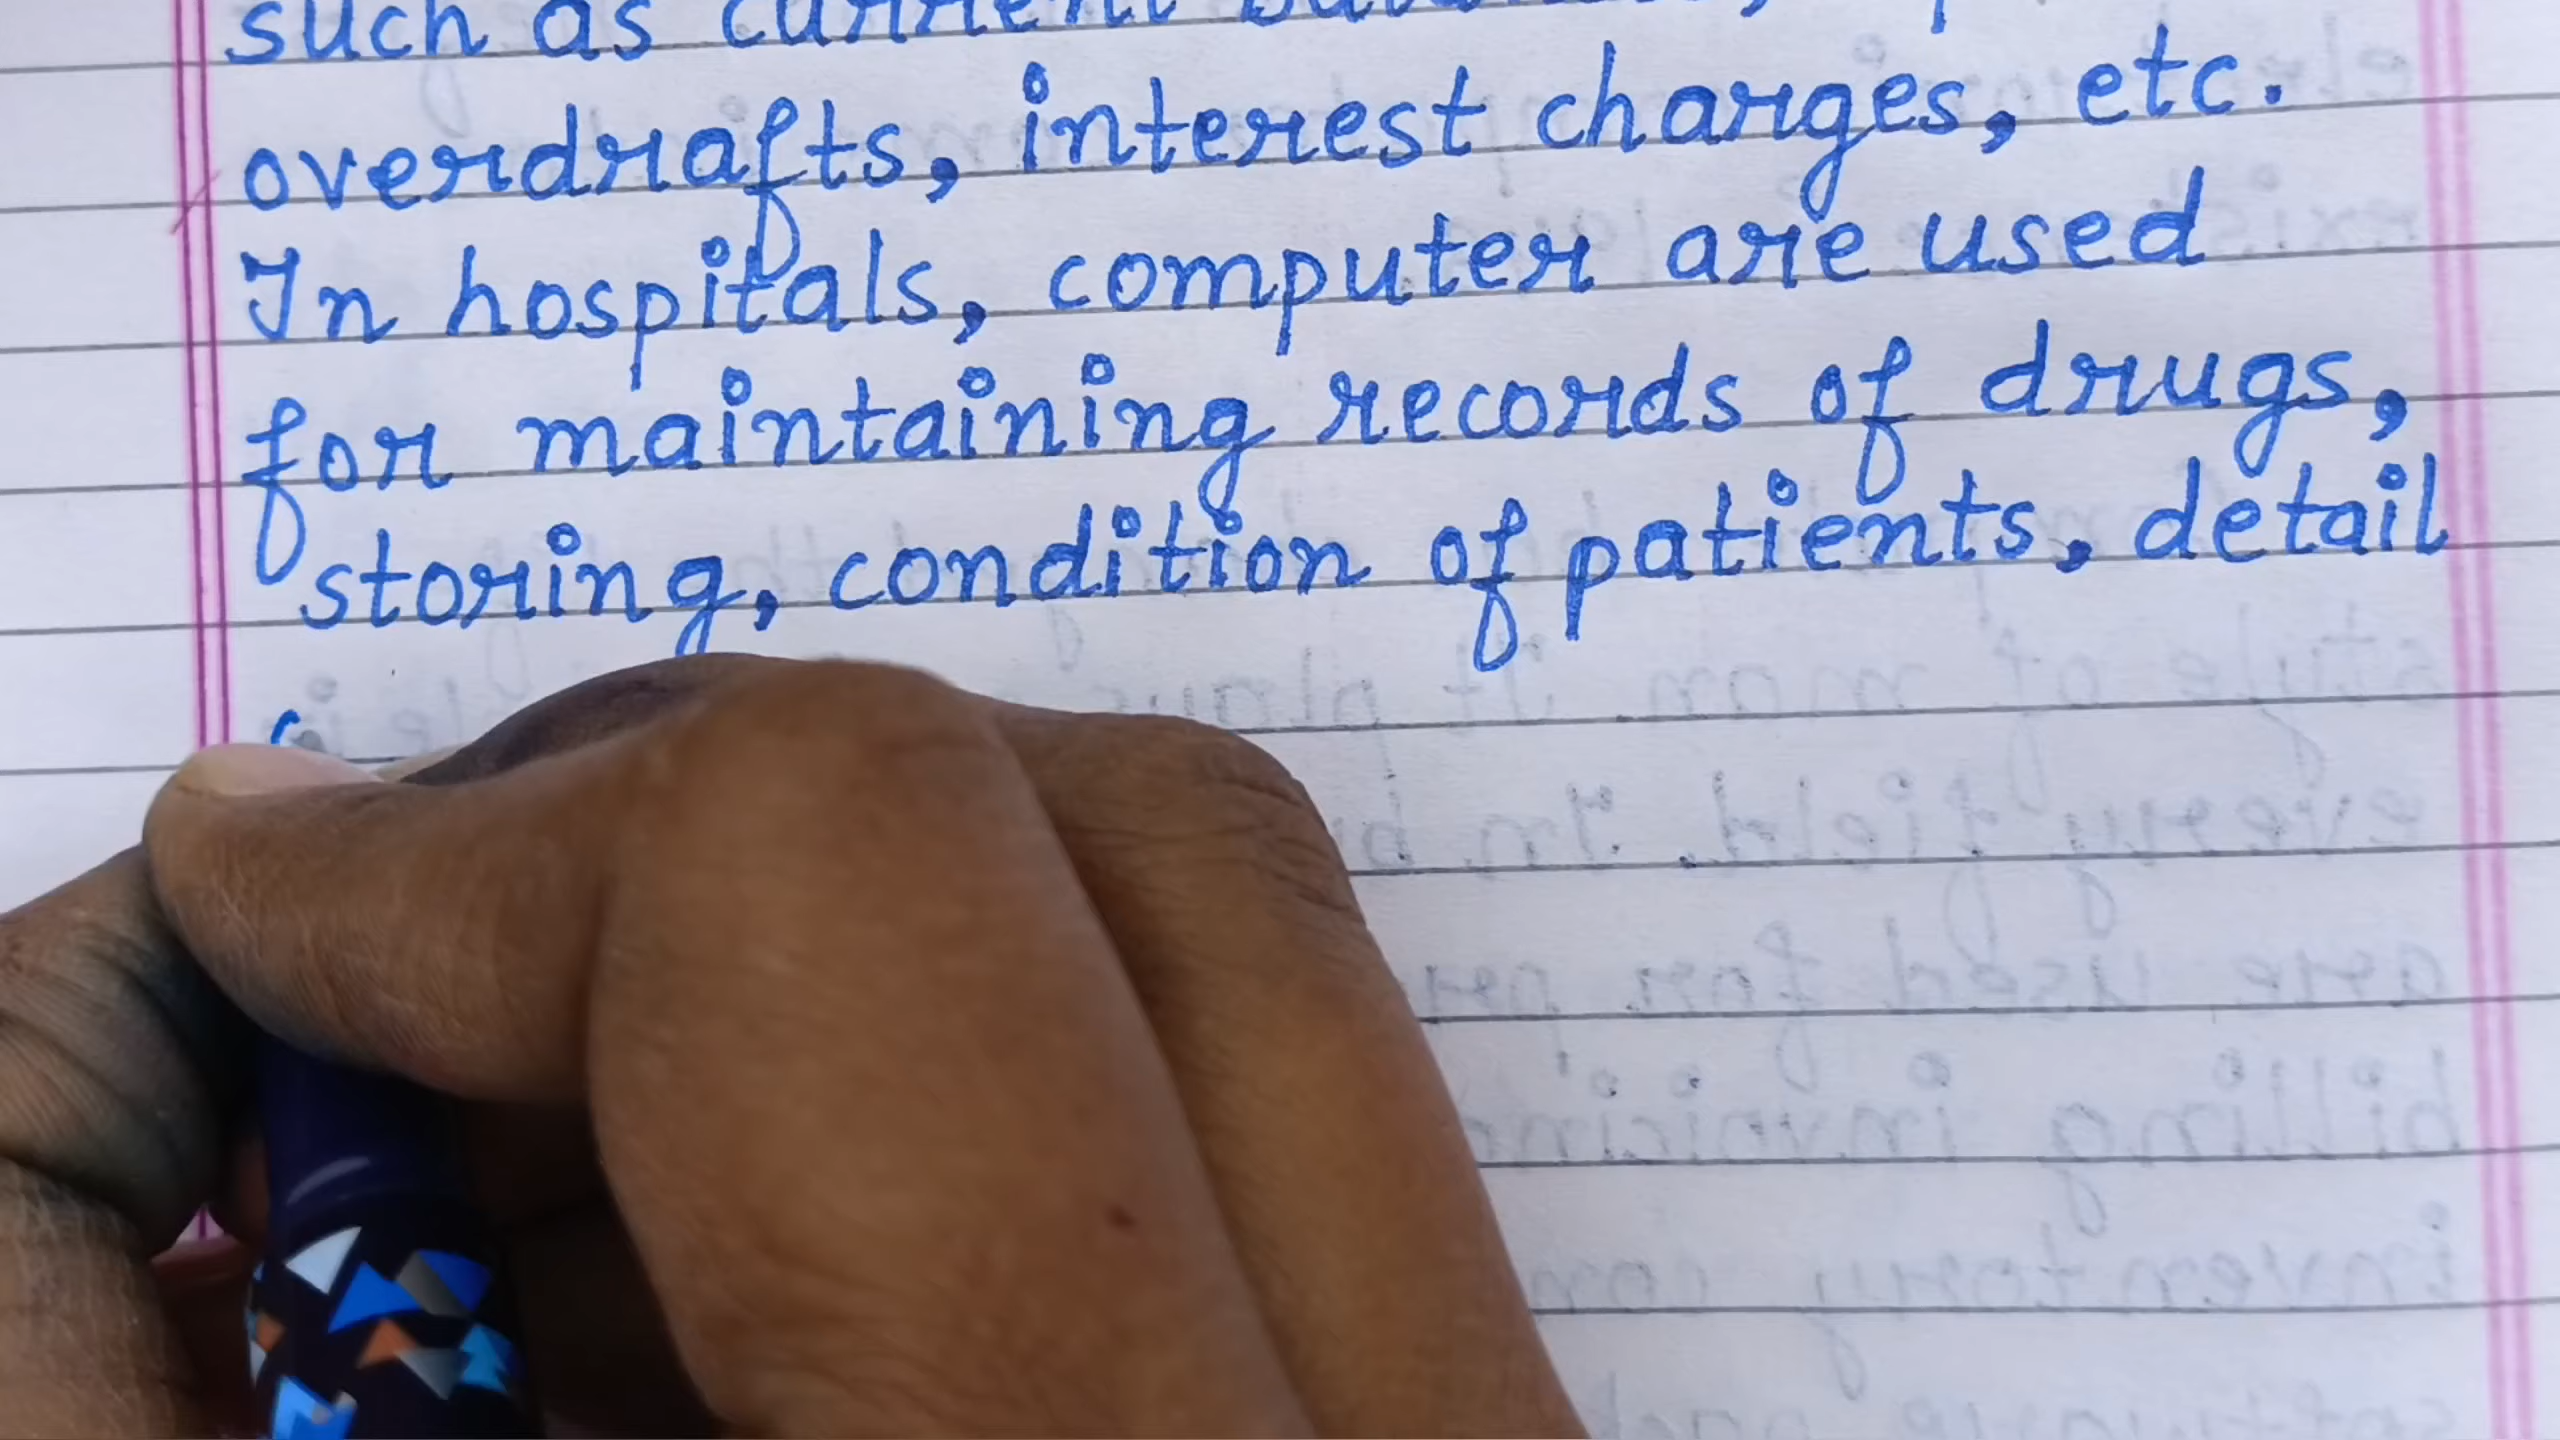 such as current
overdrafts, interest charges, etc.
In hospitals, computer are used
for maintaining records of drugs,
storing, condition of patients, detail